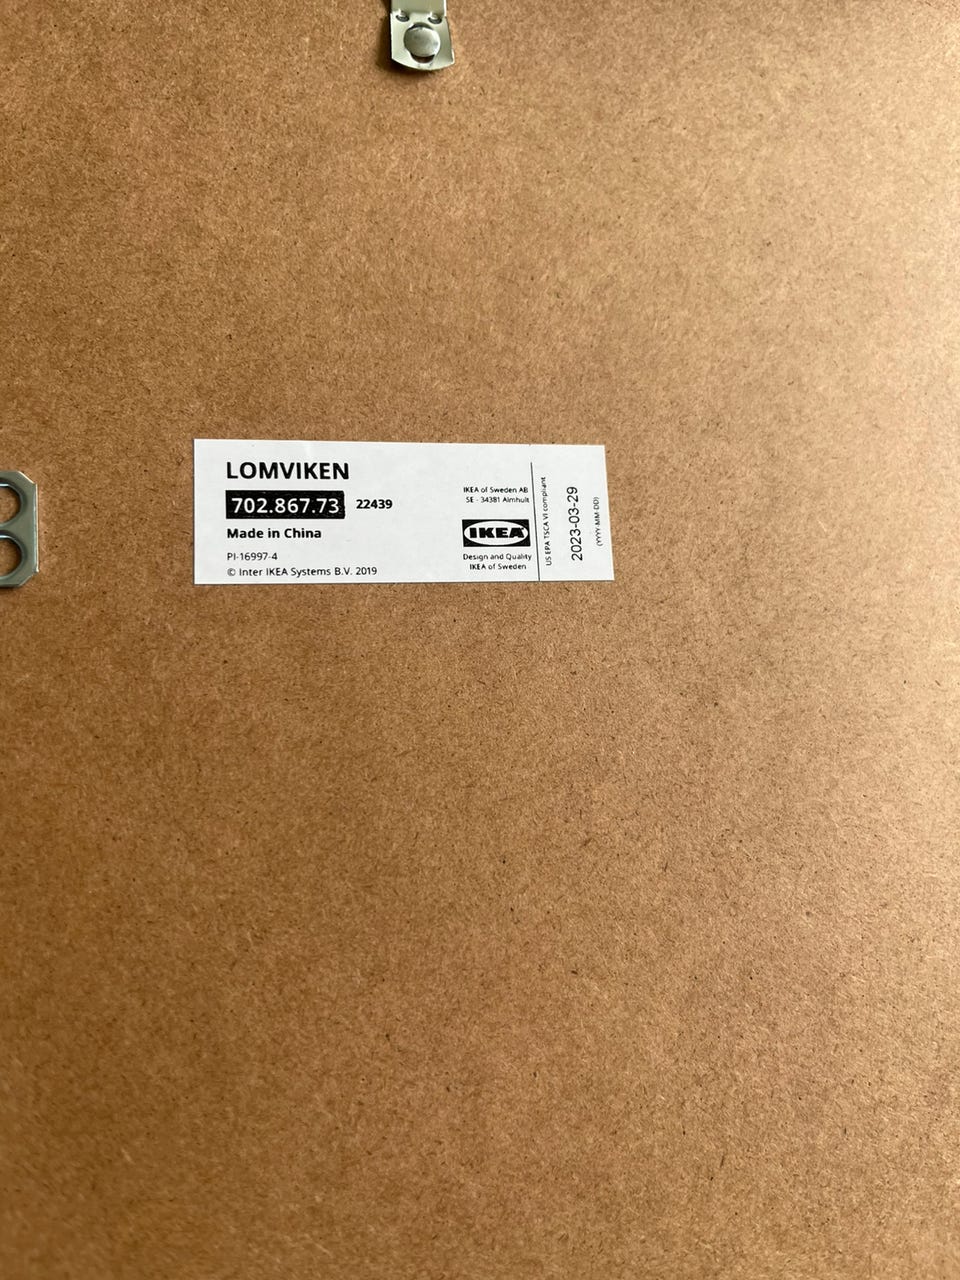 LOMVIKEN
702.867.73 22439
Made in China
PI-16997-4
© Inter IKEA Systems B.V. 2019
IKEA of Sweden AB
SE - 34381 Älmhult
IKEA
Design and Quality
IKEA of Sweden
US EPA TSCA VI compliant
2023-03-29
(YYYY-MM-DD)